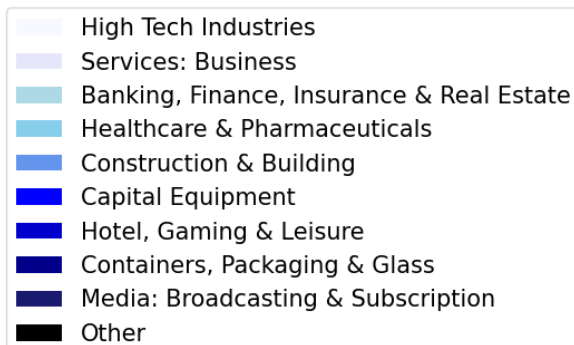 High Tech Industries
Services: Business
Banking, Finance, Insurance & Real Estate
Healthcare & Pharmaceuticals
Construction & Building
Capital Equipment
Hotel, Gaming & Leisure
Containers, Packaging & Glass
Media: Broadcasting & Subscription
Other